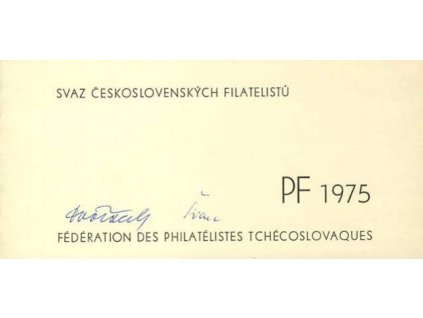 SVAZ ČESKOSLOVENSKÝCH FILATELISTŮ
PF 1975
FÉDÉRATION DES PHILATÉLISTES TCHÉCOSLOVAQUES